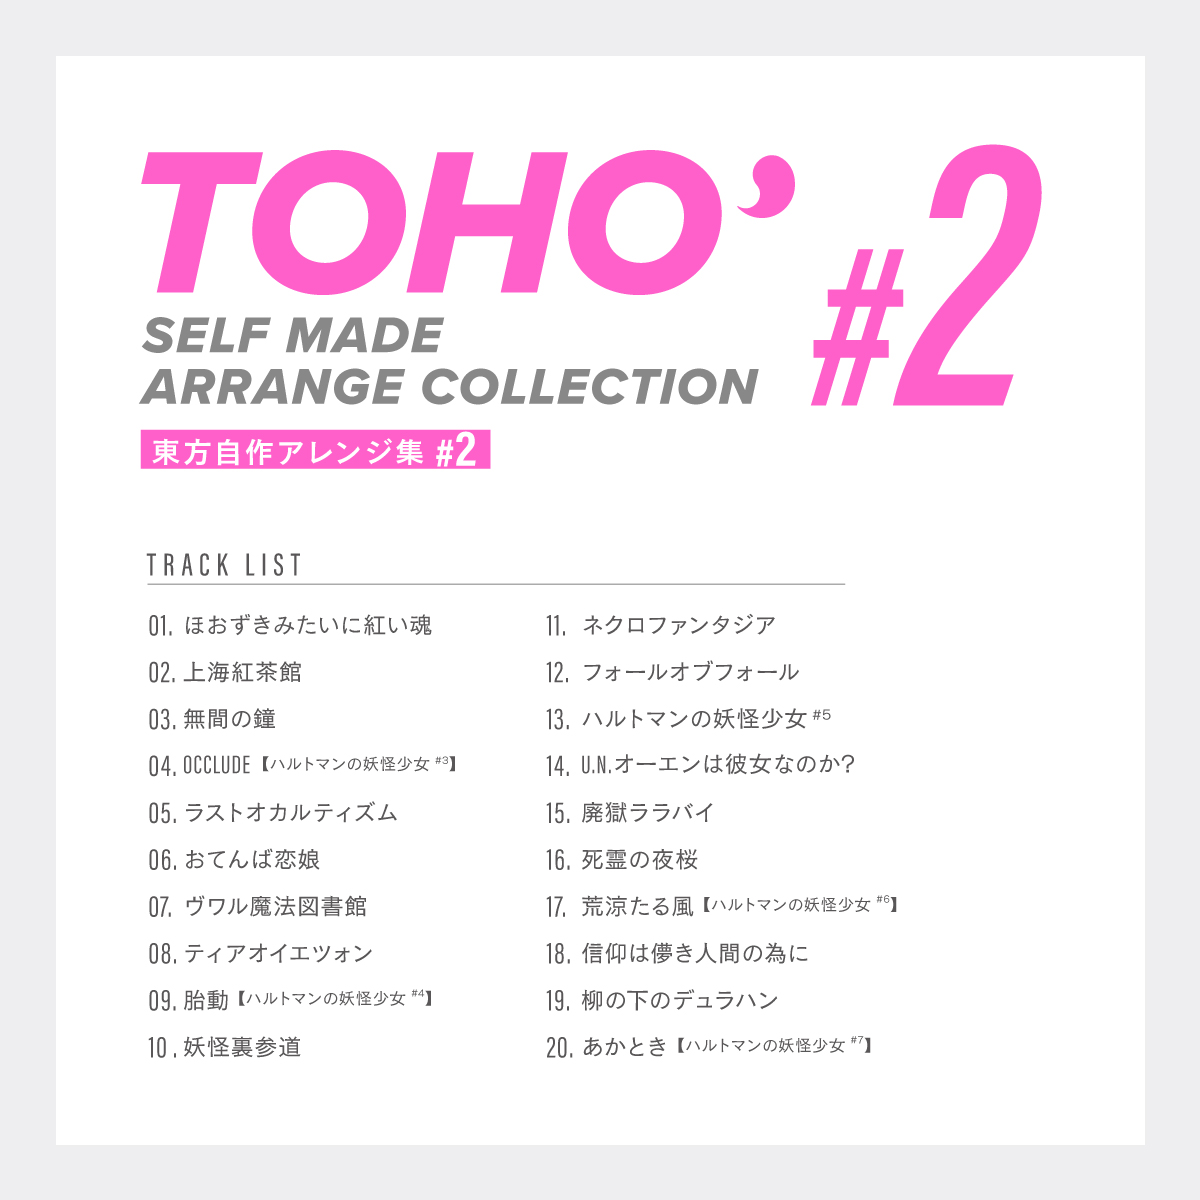 TOHO’ #2
SELF MADE
ARRANGE COLLECTION
東方自作アレンジ集 #2
TRACK LIST
01. ほおずきみたいに紅い魂
02. 上海紅茶館
03. 無間の鐘
04. OCCLUDE【ハルトマンの妖怪少女 #3】
05. ラストオカルティズム
06. おてんば恋娘
07. ヴワル魔法図書館
08. ティアオイエツォン
09. 胎動【ハルトマンの妖怪少女 #4】
10. 妖怪裏参道
11. ネクロファンタジア
12. フォールオブフォール
13. ハルトマンの妖怪少女 #5
14. U.N.オーエンは彼女なのか?
15. 廃獄ララバイ
16. 死霊の夜桜
17. 荒涼たる風【ハルトマンの妖怪少女 #6】
18. 信仰は儚き人間の為に
19. 柳の下のデュラハン
20. あかとき【ハルトマンの妖怪少女 #7】